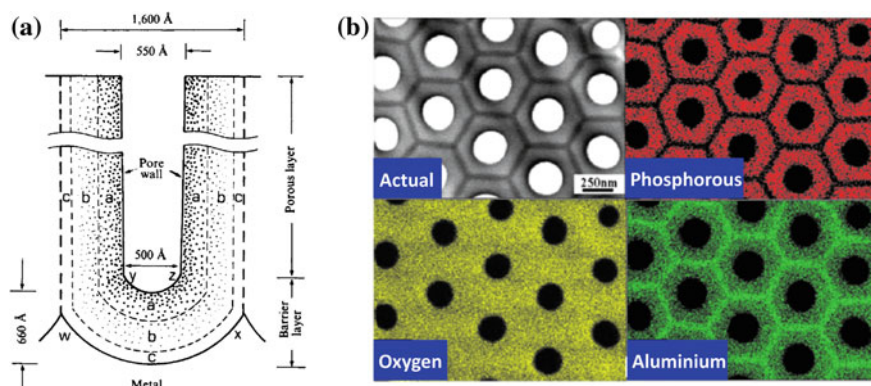 (a)
1,600 Å
550 Å
Pore
wall
c
b
a
a
b
c
500 Å
y
z
a
b
c
w
x
660 Å
Porous layer
Barrier
layer
Metal
(b)
Actual
250nm
Phosphorous
Oxygen
Aluminium